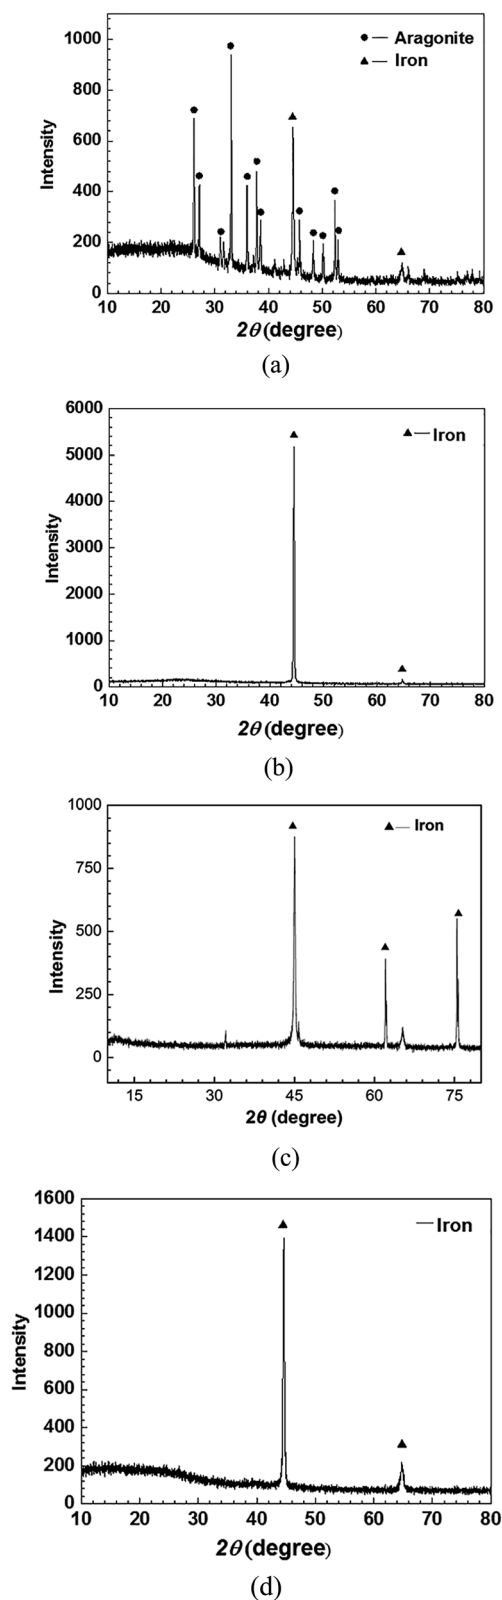 1000
● — Aragonite
▲ — Iron
800
600
400
200
0
Intensity
10 20 30 40 50 60 70 80
2θ (degree)
(a)
6000
▲ — Iron
5000
4000
3000
2000
1000
0
Intensity
10 20 30 40 50 60 70 80
2θ (degree)
(b)
1000
▲ — Iron
750
500
250
0
Intensity
15 30 45 60 75
2θ (degree)
(c)
1600
— Iron
1400
1200
1000
800
600
400
200
0
Intensity
10 20 30 40 50 60 70 80
2θ (degree)
(d)